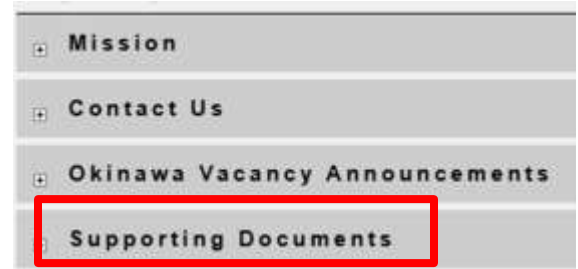 Mission
Contact Us
Okinawa Vacancy Announcements
Supporting Documents